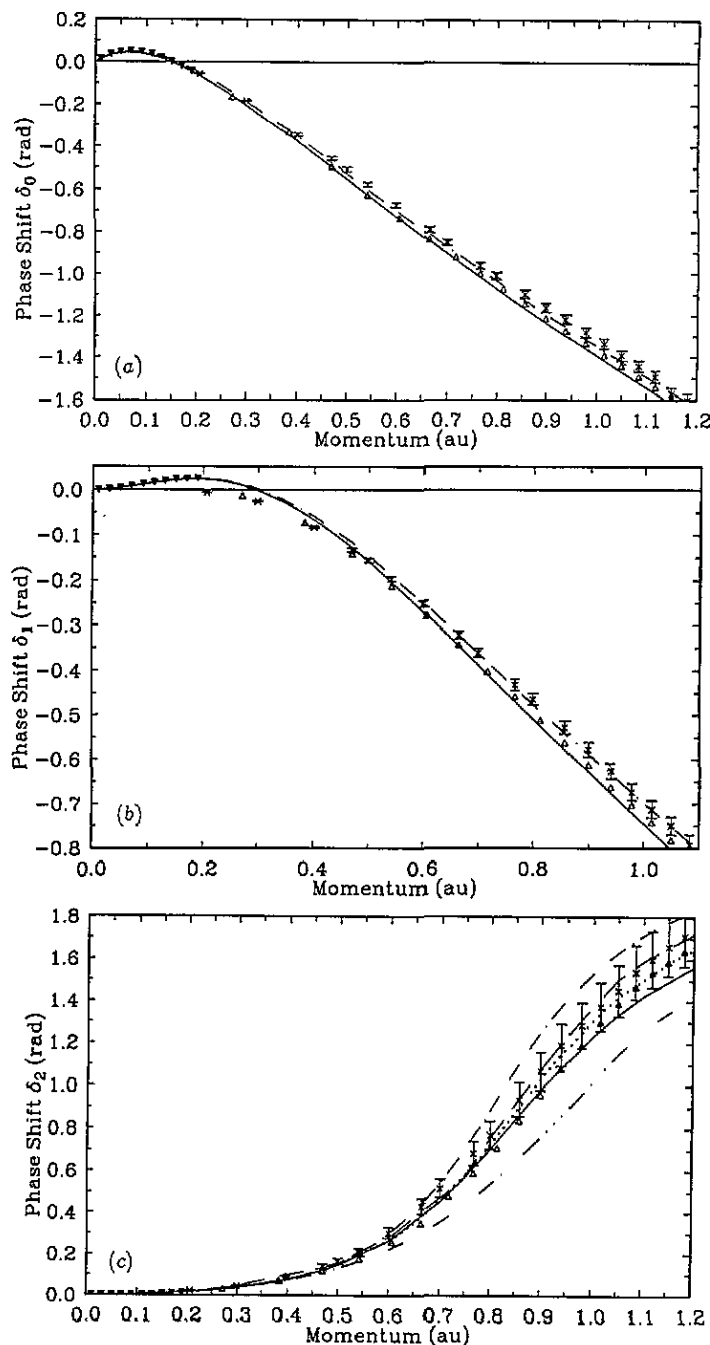 0.2
0.0
−0.2
−0.4
−0.6
−0.8
−1.0
−1.2
−1.4
−1.6
Phase Shift δ₀ (rad)
(a)
0.0 0.1 0.2 0.3 0.4 0.5 0.6 0.7 0.8 0.9 1.0 1.1 1.2
Momentum (au)
0.0
−0.1
−0.2
−0.3
−0.4
−0.5
−0.6
−0.7
−0.8
Phase Shift δ₁ (rad)
(b)
0.0 0.2 0.4 0.6 0.8 1.0
Momentum (au)
1.8
1.6
1.4
1.2
1.0
0.8
0.6
0.4
0.2
0.0
Phase Shift δ₂ (rad)
(c)
0.0 0.1 0.2 0.3 0.4 0.5 0.6 0.7 0.8 0.9 1.0 1.1 1.2
Momentum (au)